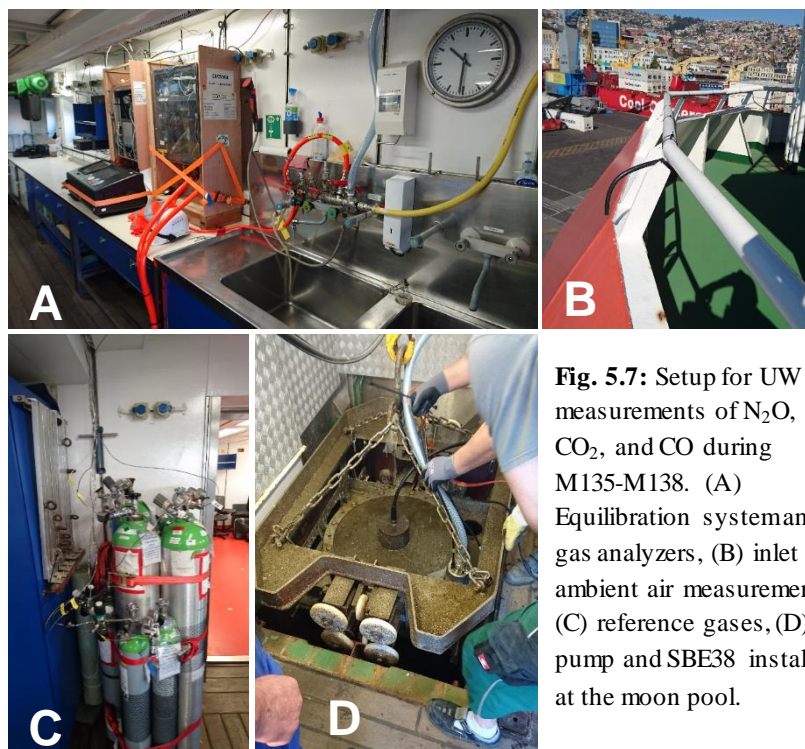 A
B
C
D
Fig. 5.7: Setup for UW
measurements of N₂O,
CO₂, and CO during
M135-M138. (A)
Equilibration systeman
gas analyzers, (B) inlet
ambient air measuremen
(C) reference gases, (D)
pump and SBE38 instal
at the moon pool.